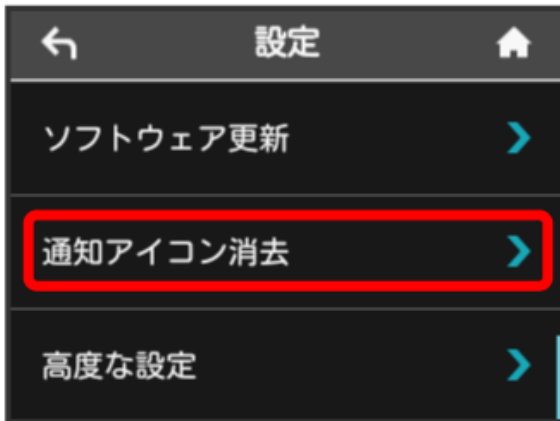 設定
ソフトウェア更新
通知アイコン消去
高度な設定